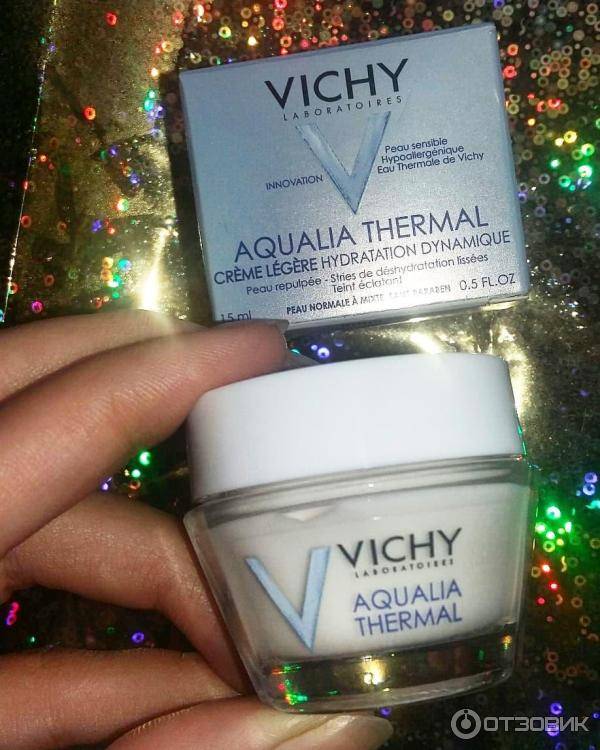 VICHY
LABORATOIRES
INNOVATION
Peau sensible
Hypoallergénique
Eau Thermale de Vichy
AQUALIA THERMAL
CRÈME LÉGÈRE HYDRATATION DYNAMIQUE
Peau repulpée - Stries de déshydratation lissées
Teint éclatant
PEAU NORMALE À MIXTE SANS PARABEN
15 ml
0.5 FL.OZ
VICHY
LABORATOIRES
AQUALIA
THERMAL
ОТЗОВИК